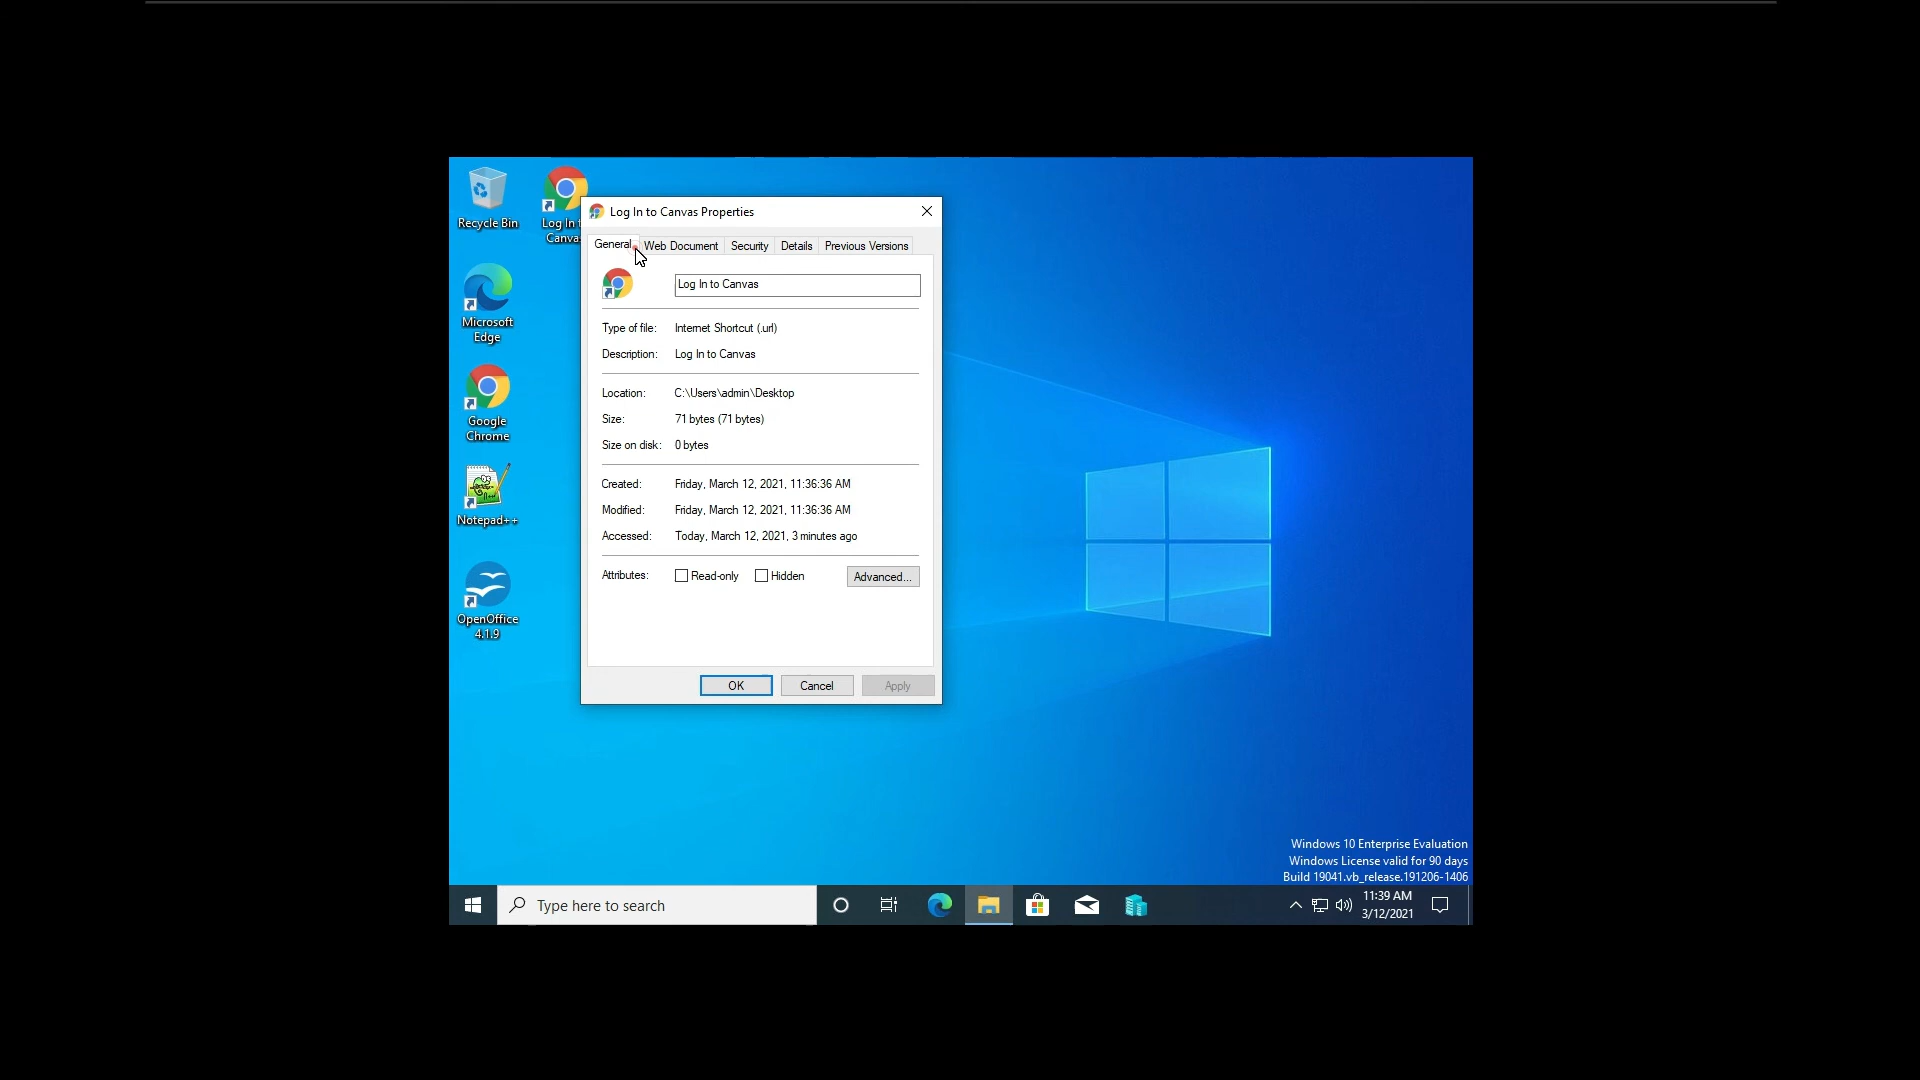 Recycle Bin
Log In t
Canva
Microsoft
Edge
Google
Chrome
Notepad++
OpenOffice
4.1.9
Log In to Canvas Properties
General Web Document Security Details Previous Versions
Log In to Canvas
Type of file: Internet Shortcut (.url)
Description: Log In to Canvas
Location: C:\Users\admin\Desktop
Size: 71 bytes (71 bytes)
Size on disk: 0 bytes
Created: Friday, March 12, 2021, 11:36:36 AM
Modified: Friday, March 12, 2021, 11:36:36 AM
Accessed: Today, March 12, 2021, 3 minutes ago
Attributes: Read-only Hidden Advanced...
OK Cancel Apply
Windows 10 Enterprise Evaluation
Windows License valid for 90 days
Build 19041.vb_release.191206-1406
Type here to search
11:39 AM
3/12/2021